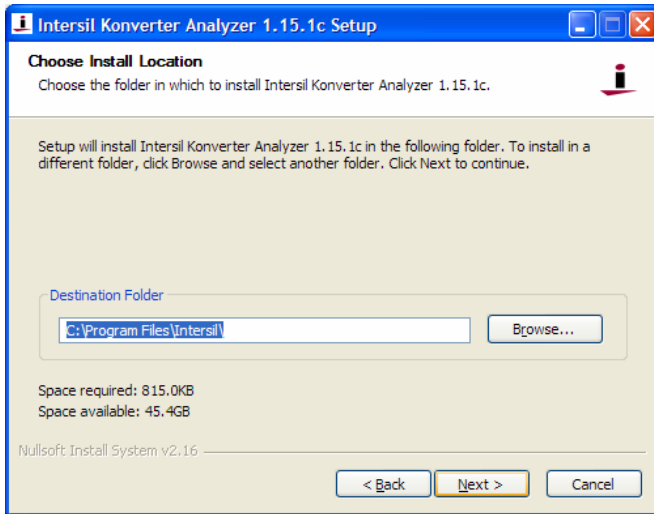 Intersil Konverter Analyzer 1.15.1c Setup
Choose Install Location
Choose the folder in which to install Intersil Konverter Analyzer 1.15.1c.
Setup will install Intersil Konverter Analyzer 1.15.1c in the following folder. To install in a
different folder, click Browse and select another folder. Click Next to continue.
Destination Folder
C:\Program Files\Intersil\
Browse...
Space required: 815.0KB
Space available: 45.4GB
Nullsoft Install System v2.16
< Back
Next >
Cancel